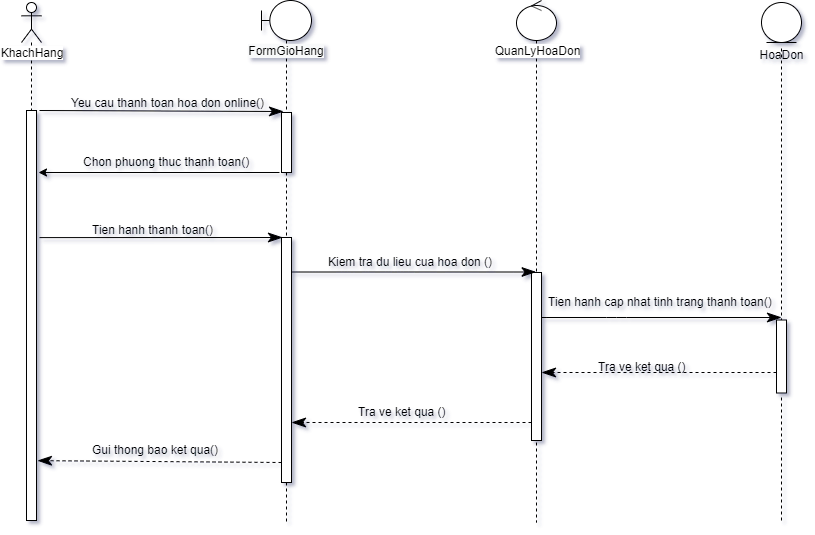 KhachHang
FormGioHang
QuanLyHoaDon
HoaDon
Yeu cau thanh toan hoa don online()
Chon phuong thuc thanh toan()
Tien hanh thanh toan()
Kiem tra du lieu cua hoa don ()
Tien hanh cap nhat tinh trang thanh toan()
Tra ve ket qua ()
Tra ve ket qua ()
Gui thong bao ket qua()